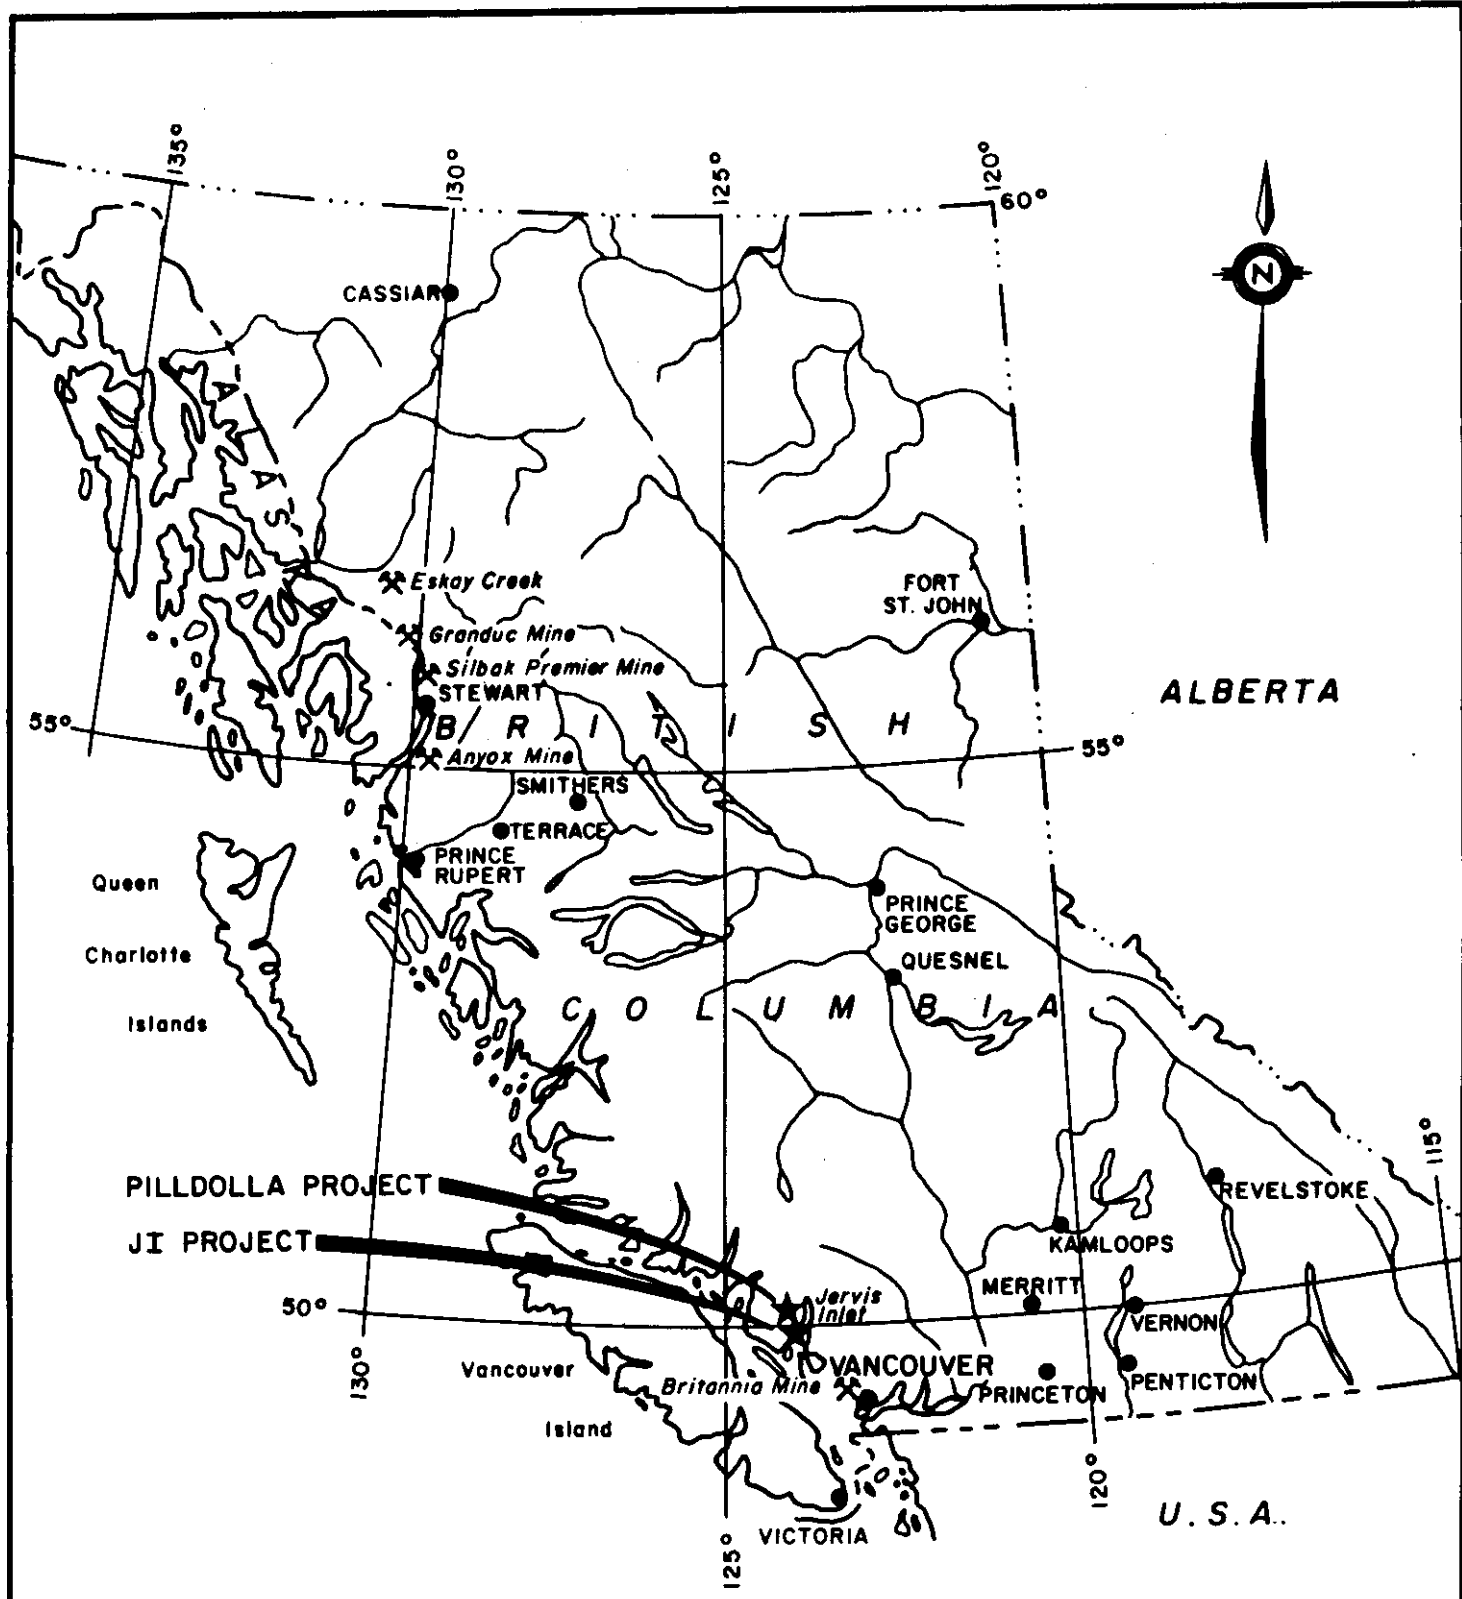 135°
130°
125°
120°
60°
N
CASSIAR
ALASKA
Eskay Creek
FORT
ST. JOHN
Granduc Mine
Silbak Premier Mine
STEWART
ALBERTA
55°
BRITISH
55°
Anyox Mine
SMITHERS
TERRACE
PRINCE
RUPERT
Queen
Charlotte
Islands
PRINCE
GEORGE
QUESNEL
COLUMBIA
115°
PILLDOLLA PROJECT
REVELSTOKE
JI PROJECT
KAMLOOPS
MERRITT
Jervis
Inlet
50°
VERNON
130°
Vancouver
Island
VANCOUVER
Britannia Mine
PRINCETON
PENTICTON
120°
U.S.A..
VICTORIA
125°